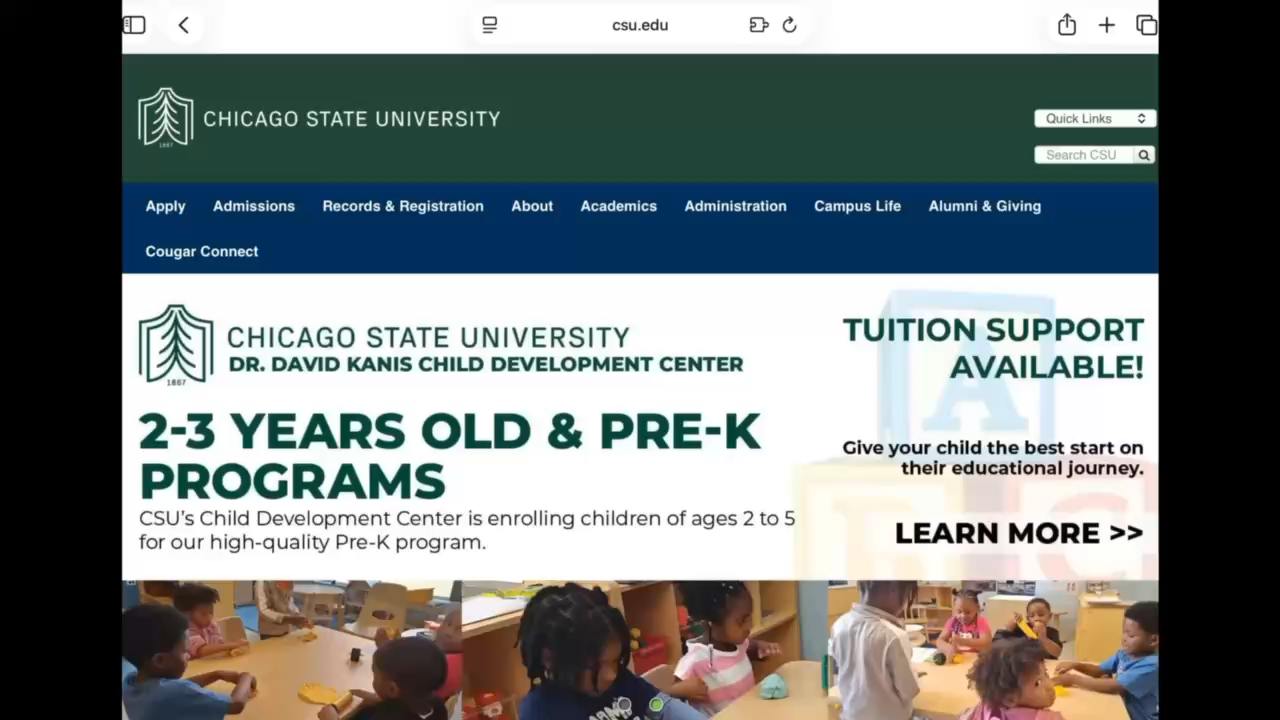 csu.edu
CHICAGO STATE UNIVERSITY
1867
Quick Links
Search CSU
Apply Admissions Records & Registration About Academics Administration Campus Life Alumni & Giving
Cougar Connect
CHICAGO STATE UNIVERSITY
DR. DAVID KANIS CHILD DEVELOPMENT CENTER
1867
2-3 YEARS OLD & PRE-K
PROGRAMS
CSU's Child Development Center is enrolling children of ages 2 to 5
for our high-quality Pre-K program.
TUITION SUPPORT
AVAILABLE!
Give your child the best start on
their educational journey.
LEARN MORE >>
A
B
C